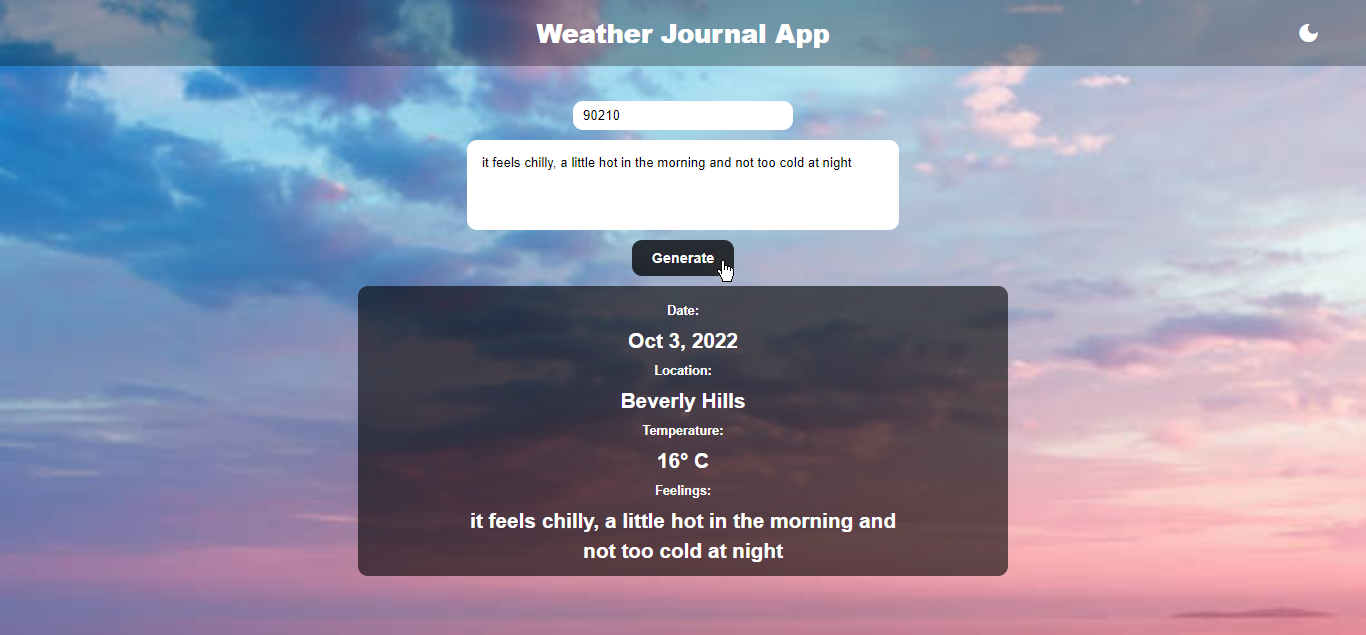 Weather Journal App
90210
it feels chilly, a little hot in the morning and not too cold at night
Generate
Date:
Oct 3, 2022
Location:
Beverly Hills
Temperature:
16° C
Feelings:
it feels chilly, a little hot in the morning and
not too cold at night